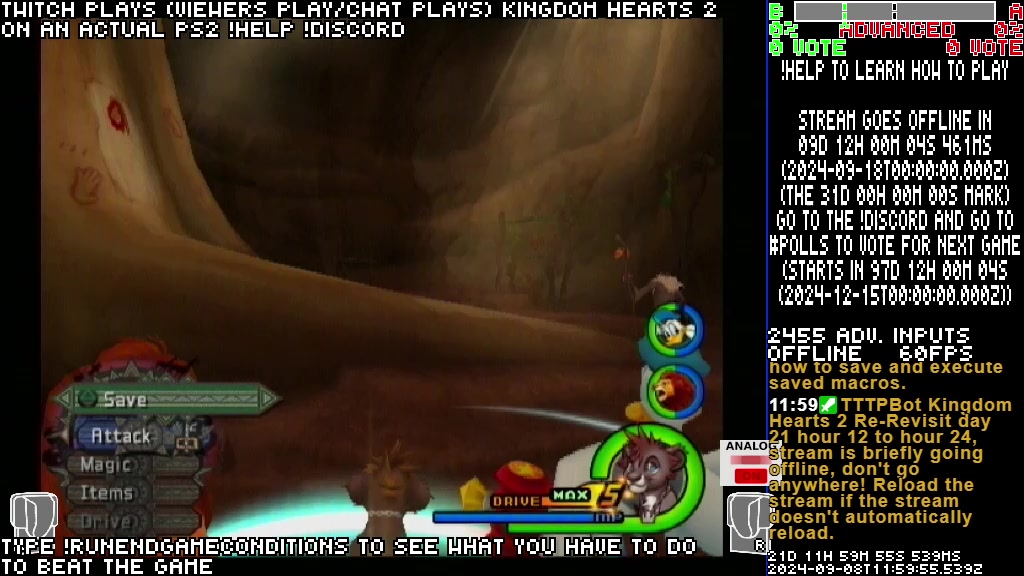 TWITCH PLAYS (VIEWERS PLAY/CHAT PLAYS) KINGDOM HEARTS 2
ON AN ACTUAL PS2 !HELP !DISCORD
B A
0% ADVANCED 0%
0 VOTE 0 VOTE
!HELP TO LEARN HOW TO PLAY
STREAM GOES OFFLINE IN
09D 12H 00M 04S 461MS
(2024-09-18T00:00:00.000Z)
(THE 31D 00H 00M 00S MARK)
GO TO THE !DISCORD AND GO TO
#POLLS TO VOTE FOR NEXT GAME
(STARTS IN 97D 12H 00M 04S
(2024-12-15T00:00:00.000Z))
2455 ADV. INPUTS
OFFLINE 60FPS
how to save and execute
saved macros.
11:59 TTTPBot Kingdom
Hearts 2 Re-Revisit day
21 hour 12 to hour 24,
stream is briefly going
offline, don't go
anywhere! Reload the
stream if the stream
doesn't automatically
reload.
21D 11H 59M 55S 539MS
2024-09-08T11:59:55.539Z
Save
Attack
Magic
Items
Drive
DRIVE MAX 5
MP
ANALOG
R
TYPE !RUNENDGAMECONDITIONS TO SEE WHAT YOU HAVE TO DO
TO BEAT THE GAME